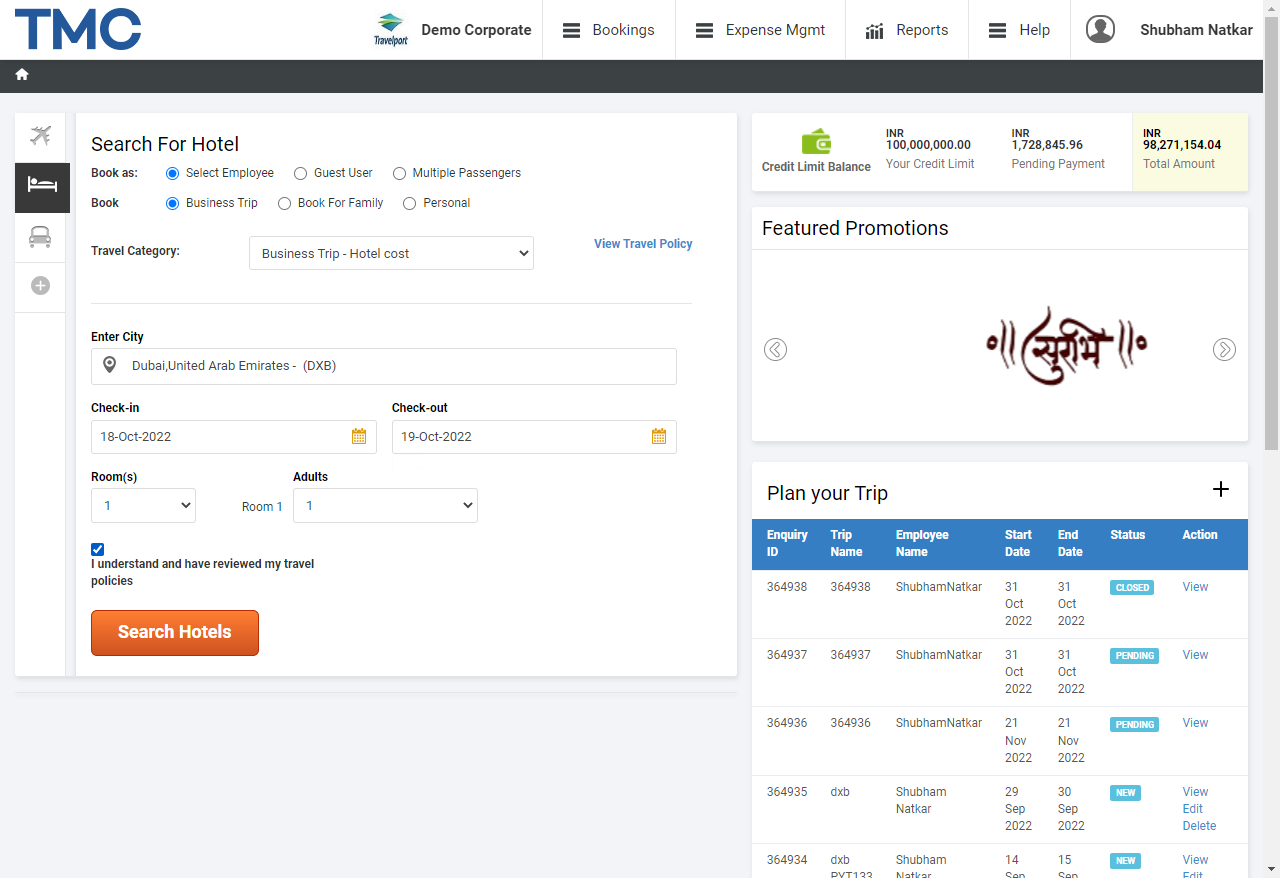 TMC
Travelport
Demo Corporate
Bookings
Expense Mgmt
Reports
Help
Shubham Natkar
Search For Hotel
Book as:
Select Employee
Guest User
Multiple Passengers
Book
Business Trip
Book For Family
Personal
Travel Category:
Business Trip - Hotel cost
View Travel Policy
Enter City
Dubai,United Arab Emirates -  (DXB)
Check-in
Check-out
18-Oct-2022
19-Oct-2022
Room(s)
Adults
1
Room 1
1
I understand and have reviewed my travel
policies
Search Hotels
Credit Limit Balance
INR
100,000,000.00
Your Credit Limit
INR
1,728,845.96
Pending Payment
INR
98,271,154.04
Total Amount
Featured Promotions
॥सुरभि॥
Plan your Trip
Enquiry ID
Trip Name
Employee Name
Start Date
End Date
Status
Action
364938 364938 ShubhamNatkar 31 Oct 2022 31 Oct 2022 CLOSED View
364937 364937 ShubhamNatkar 31 Oct 2022 31 Oct 2022 PENDING View
364936 364936 ShubhamNatkar 21 Nov 2022 21 Nov 2022 PENDING View
364935 dxb Shubham Natkar 29 Sep 2022 30 Sep 2022 NEW View Edit Delete
364934 dxb PYT133 Shubham Natkar 14 Sep 15 Sep NEW View Edit